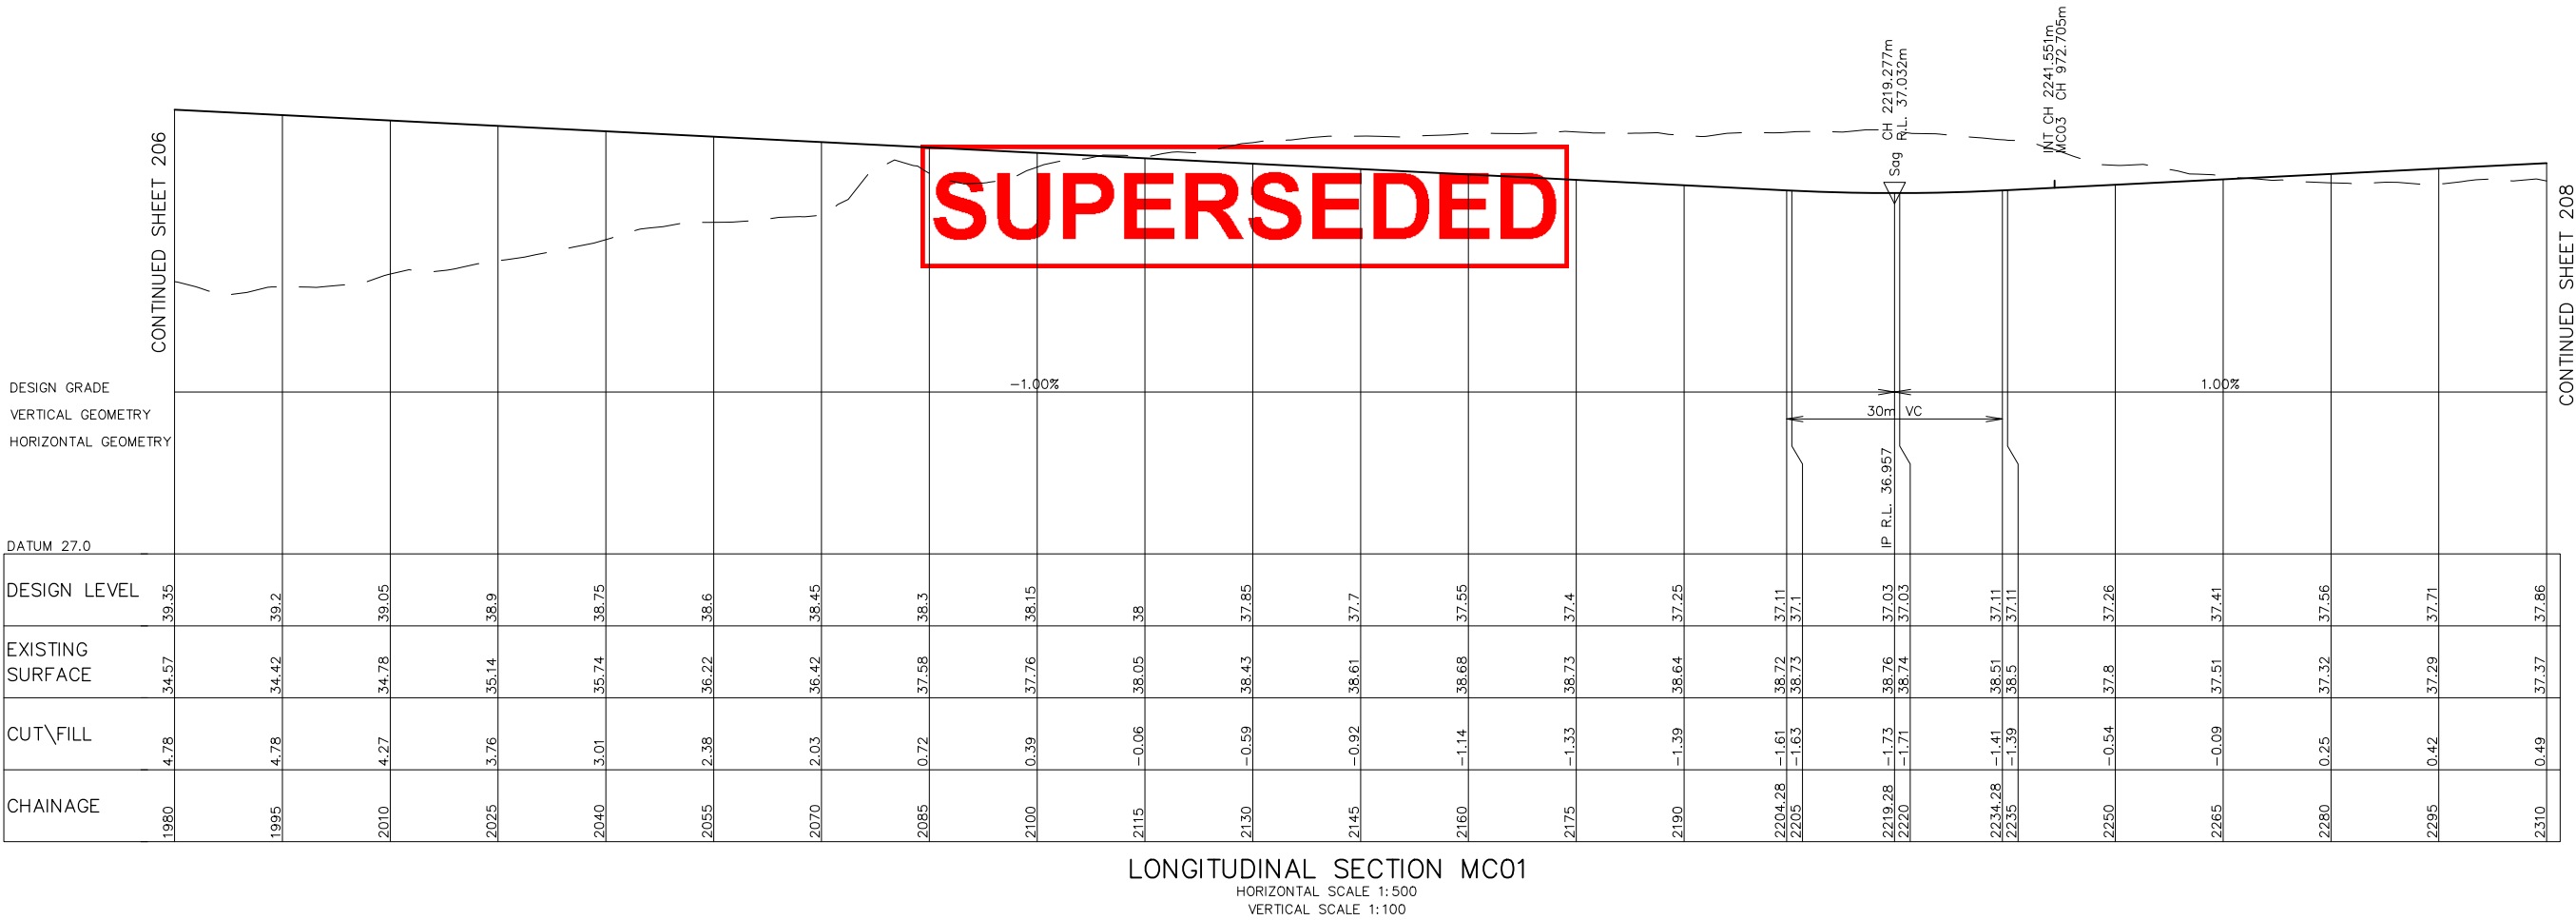 CH 2219.277m
R.L. 37.032m
Sag
INT CH 2241.551m
MC03 CH 972.705m
CONTINUED SHEET 206
SUPERSEDED
CONTINUED SHEET 208
DESIGN GRADE -1.00% 1.00%
VERTICAL GEOMETRY 30m VC
HORIZONTAL GEOMETRY
IP R.L. 36.957
DATUM 27.0
DESIGN LEVEL 39.35 39.2 39.05 38.9 38.75 38.6 38.45 38.3 38.15 38 37.85 37.7 37.55 37.4 37.25 37.11 37.1 37.03 37.03 37.11 37.11 37.26 37.41 37.56 37.71 37.86
EXISTING
SURFACE 34.57 34.42 34.78 35.14 35.74 36.22 36.42 37.58 37.76 38.05 38.43 38.61 38.68 38.73 38.64 38.72 38.73 38.76 38.74 38.51 38.5 37.8 37.51 37.32 37.29 37.37
CUT\FILL 4.78 4.78 4.27 3.76 3.01 2.38 2.03 0.72 0.39 -0.06 -0.59 -0.92 -1.14 -1.33 -1.39 -1.61 -1.63 -1.73 -1.71 -1.41 -1.39 -0.54 -0.09 0.25 0.42 0.49
CHAINAGE 1980 1995 2010 2025 2040 2055 2070 2085 2100 2115 2130 2145 2160 2175 2190 2204.28 2205 2219.28 2220 2234.28 2235 2250 2265 2280 2295 2310
LONGITUDINAL SECTION MC01
HORIZONTAL SCALE 1:500
VERTICAL SCALE 1:100